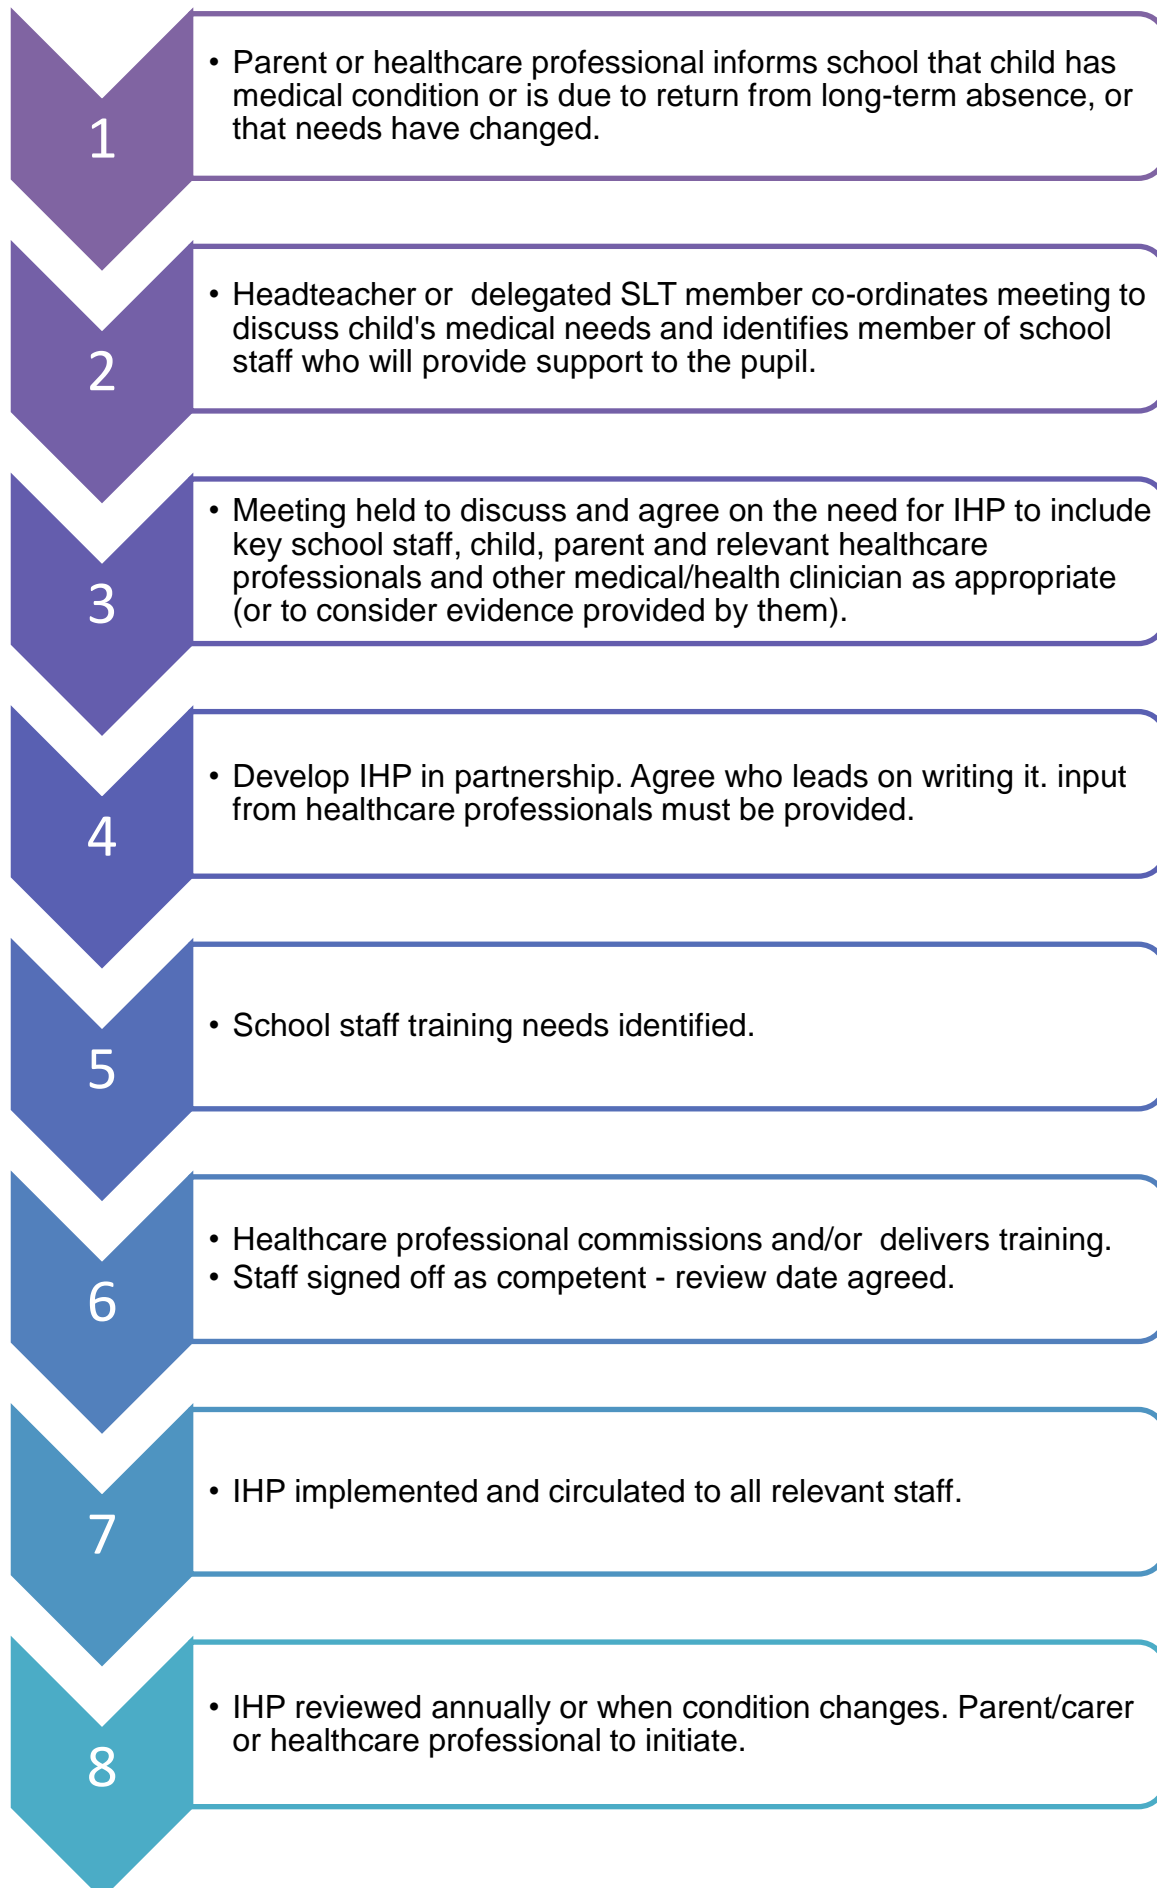 1
• Parent or healthcare professional informs school that child has
medical condition or is due to return from long-term absence, or
that needs have changed.
2
• Headteacher or  delegated SLT member co-ordinates meeting to
discuss child's medical needs and identifies member of school
staff who will provide support to the pupil.
3
• Meeting held to discuss and agree on the need for IHP to include
key school staff, child, parent and relevant healthcare
professionals and other medical/health clinician as appropriate
(or to consider evidence provided by them).
4
• Develop IHP in partnership. Agree who leads on writing it. input
from healthcare professionals must be provided.
5
• School staff training needs identified.
6
• Healthcare professional commissions and/or  delivers training.
• Staff signed off as competent - review date agreed.
7
• IHP implemented and circulated to all relevant staff.
8
• IHP reviewed annually or when condition changes. Parent/carer
or healthcare professional to initiate.